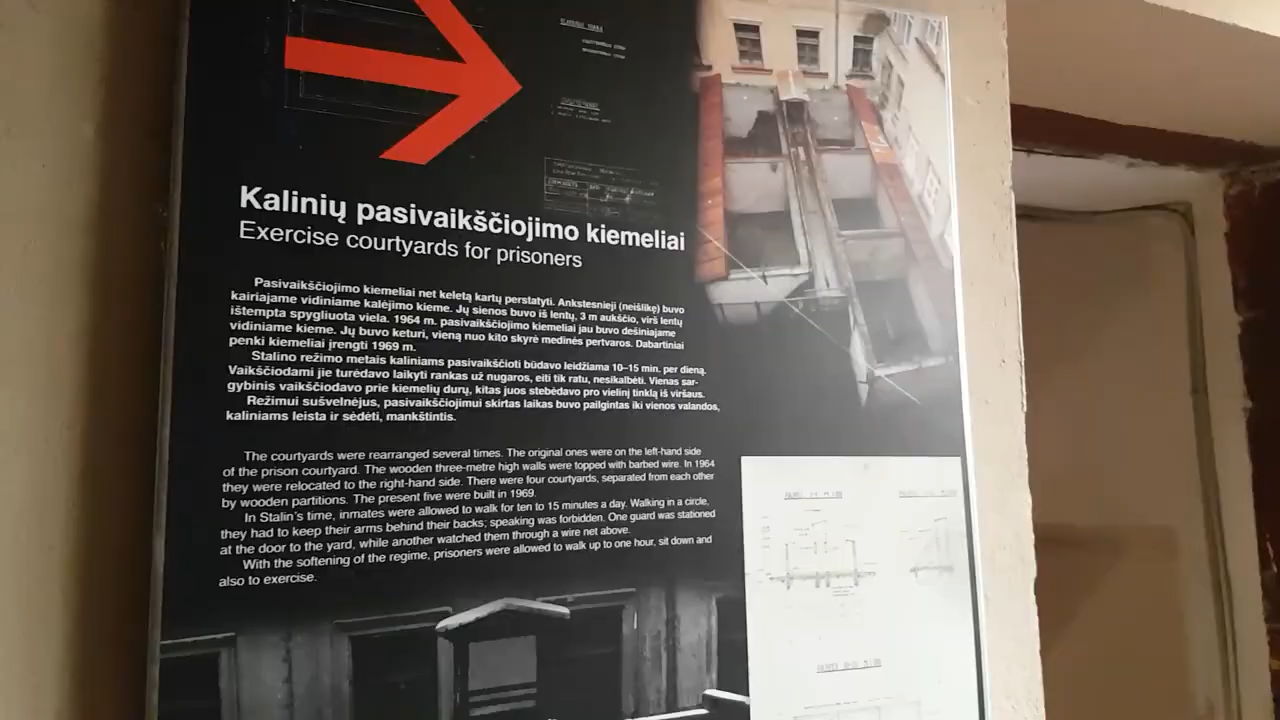 Kalinių pasivaikščiojimo kiemeliai
Exercise courtyards for prisoners
Pasivaikščiojimo kiemeliai net keletą kartų perstatyti. Ankstesnieji (neišlikę) buvo
kairiajame vidiniame kalėjimo kieme. Jų sienos buvo iš lentų, 3 m aukščio, virš lentų
ištempta spygliuota viela. 1964 m. pasivaikščiojimo kiemeliai jau buvo dešiniajame
vidiniame kieme. Jų buvo keturi, vieną nuo kito skyrė medinės pertvaros. Dabartiniai
penki kiemeliai įrengti 1969 m.
Stalino režimo metais kaliniams pasivaikščioti būdavo leidžiama 10–15 min. per dieną.
Vaikščiodami jie turėdavo laikyti rankas už nugaros, eiti tik ratu, nesikalbėti. Vienas sar-
gybinis vaikščiodavo prie kiemelių durų, kitas juos stebėdavo pro vielinį tinklą iš viršaus.
Režimui sušvelnėjus, pasivaikščiojimui skirtas laikas buvo pailgintas iki vienos valandos,
kaliniams leista ir sėdėti, mankštintis.
The courtyards were rearranged several times. The original ones were on the left-hand side
of the prison courtyard. The wooden three-metre high walls were topped with barbed wire. In 1964
they were relocated to the right-hand side. There were four courtyards, separated from each other
by wooden partitions. The present five were built in 1969.
In Stalin's time, inmates were allowed to walk for ten to 15 minutes a day. Walking in a circle,
they had to keep their arms behind their backs; speaking was forbidden. One guard was stationed
at the door to the yard, while another watched them through a wire net above.
With the softening of the regime, prisoners were allowed to walk up to one hour, sit down and
also to exercise.